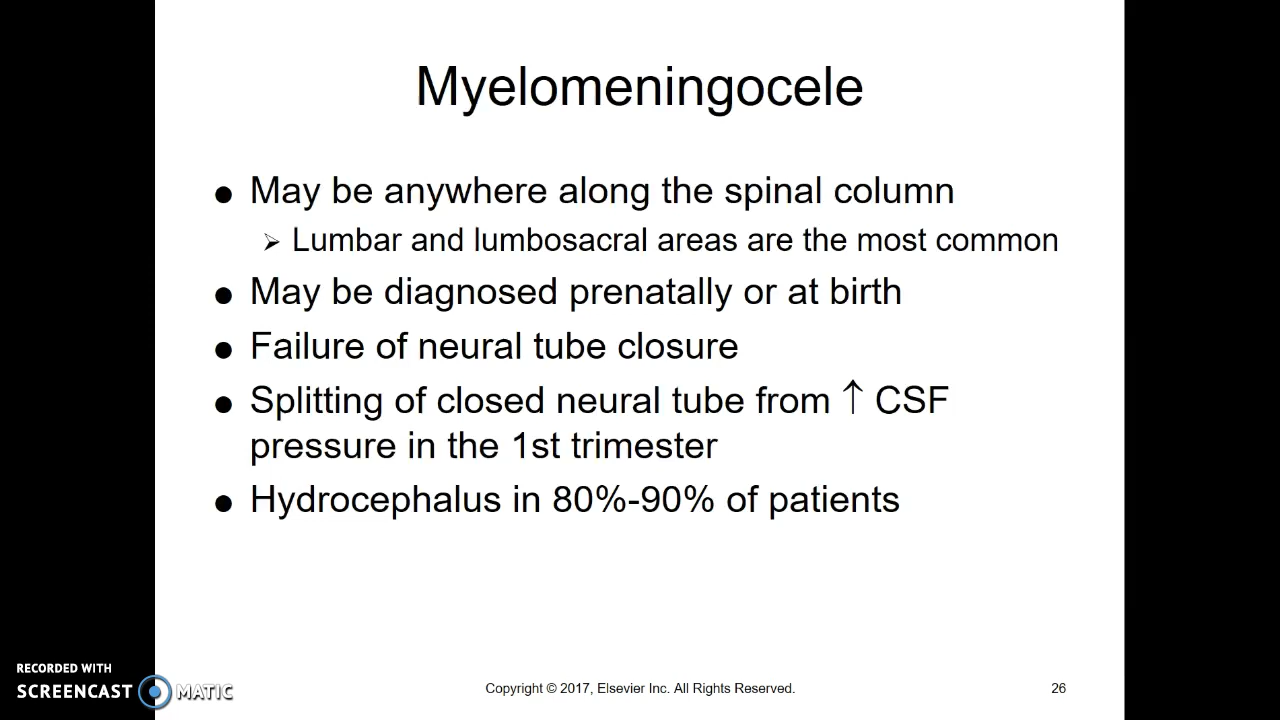 Myelomeningocele
● May be anywhere along the spinal column
➢ Lumbar and lumbosacral areas are the most common
● May be diagnosed prenatally or at birth
● Failure of neural tube closure
● Splitting of closed neural tube from ↑ CSF
pressure in the 1st trimester
● Hydrocephalus in 80%-90% of patients
RECORDED WITH
SCREENCAST MATIC
Copyright © 2017, Elsevier Inc. All Rights Reserved.
26